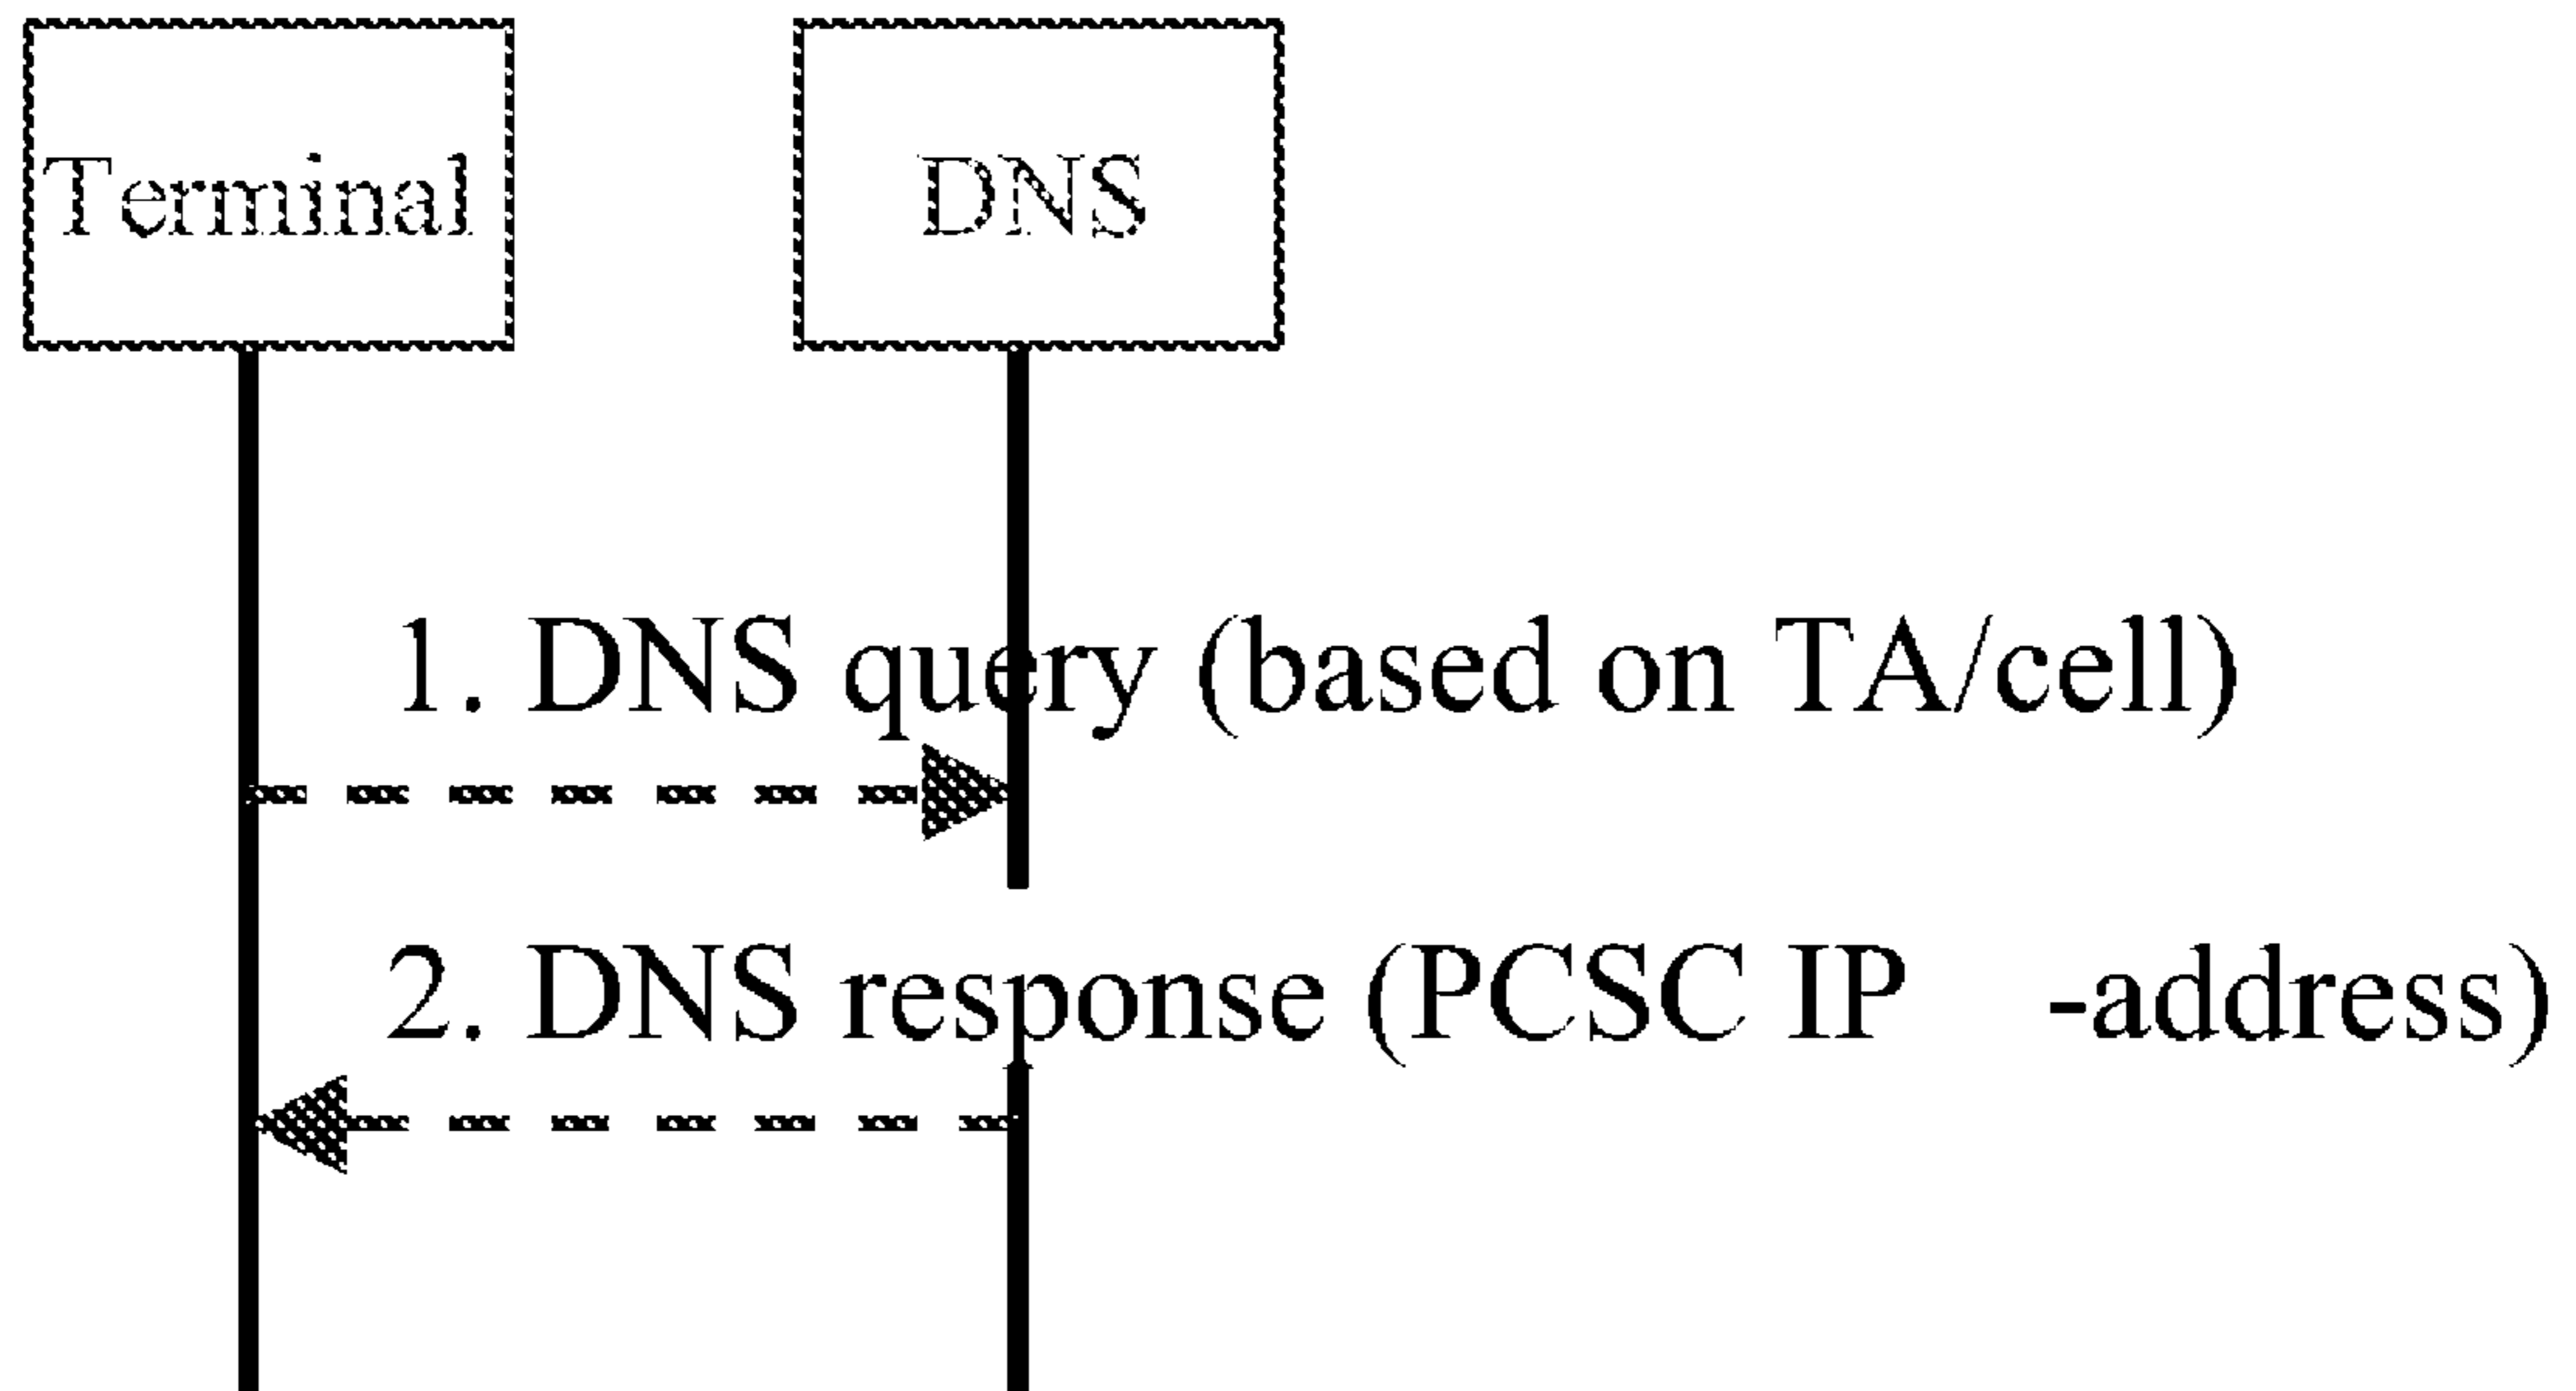 Terminal
DNS
1. DNS query (based on TA/cell)
2. DNS response (PCSC IP -address)